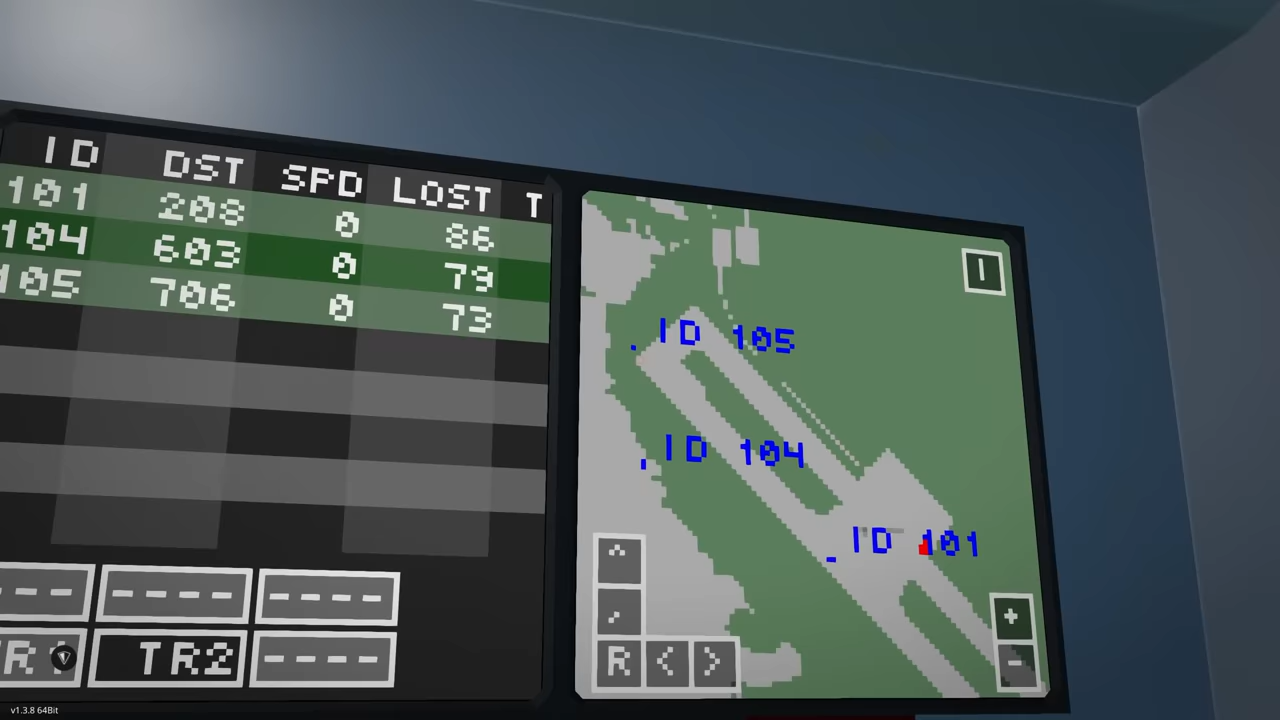 ID DST SPD LOST T
101 208 0 86
104 603 0 79
105 706 0 73
---- ----
TR2 ----
ID 105
ID 104
ID 101
I
^
R < >
+
-
v1.3.8 64Bit